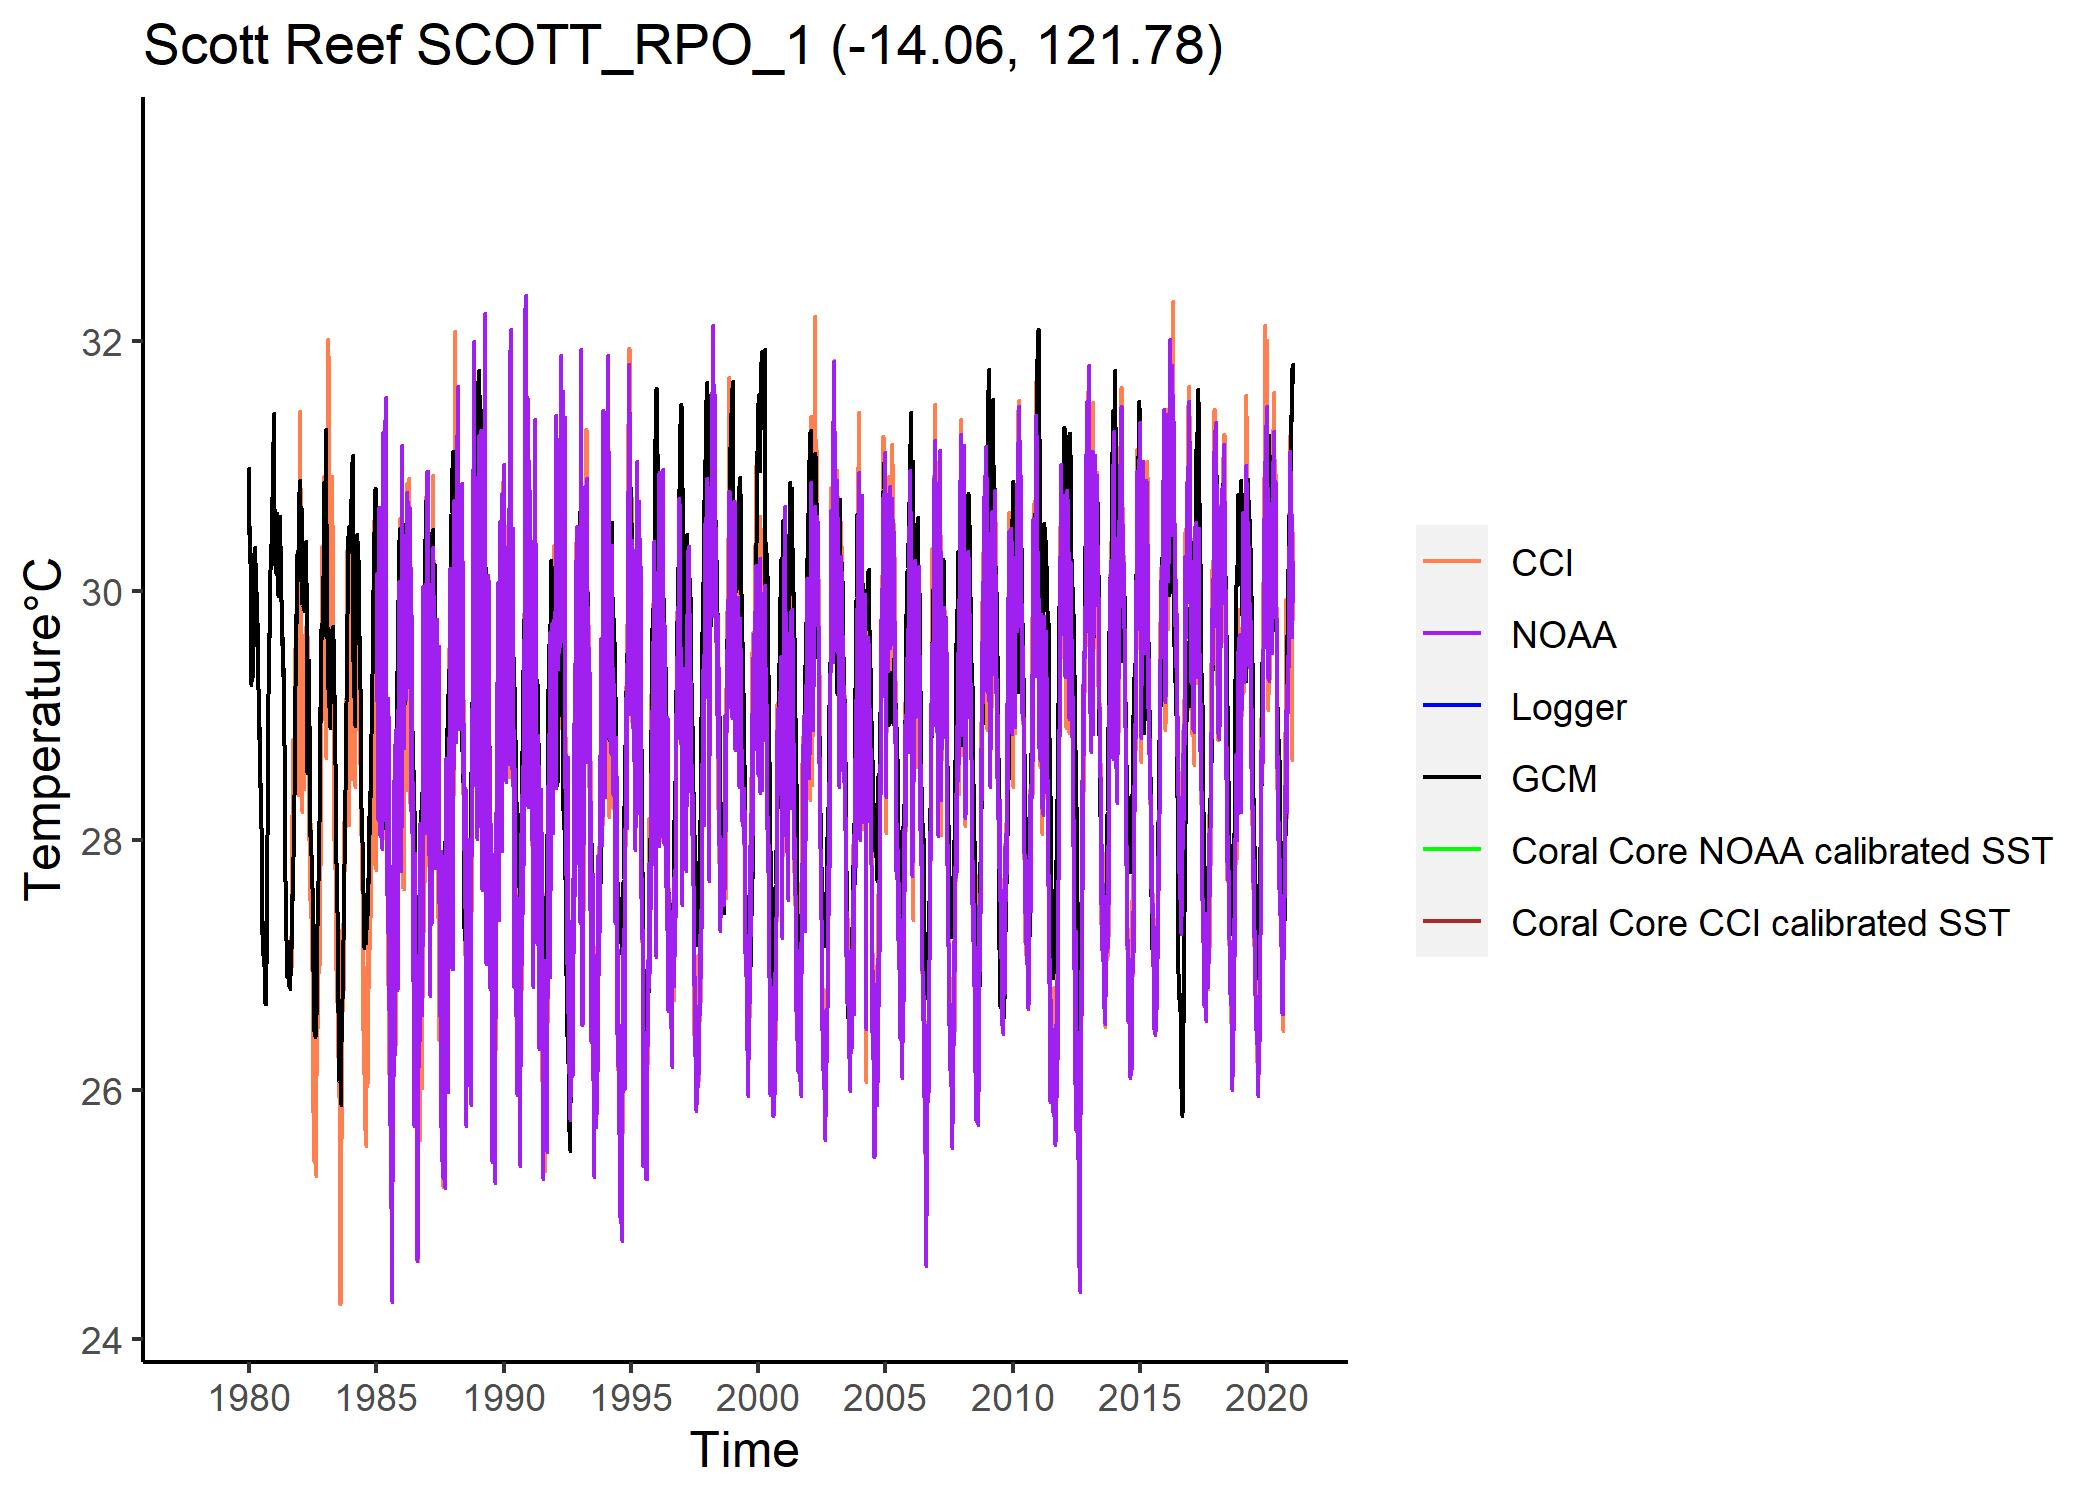 Scott Reef SCOTT_RPO_1 (-14.06, 121.78)
32
30
28
26
24
Temperature°C
1980 1985 1990 1995 2000 2005 2010 2015 2020
Time
CCI
NOAA
Logger
GCM
Coral Core NOAA calibrated SST
Coral Core CCI calibrated SST